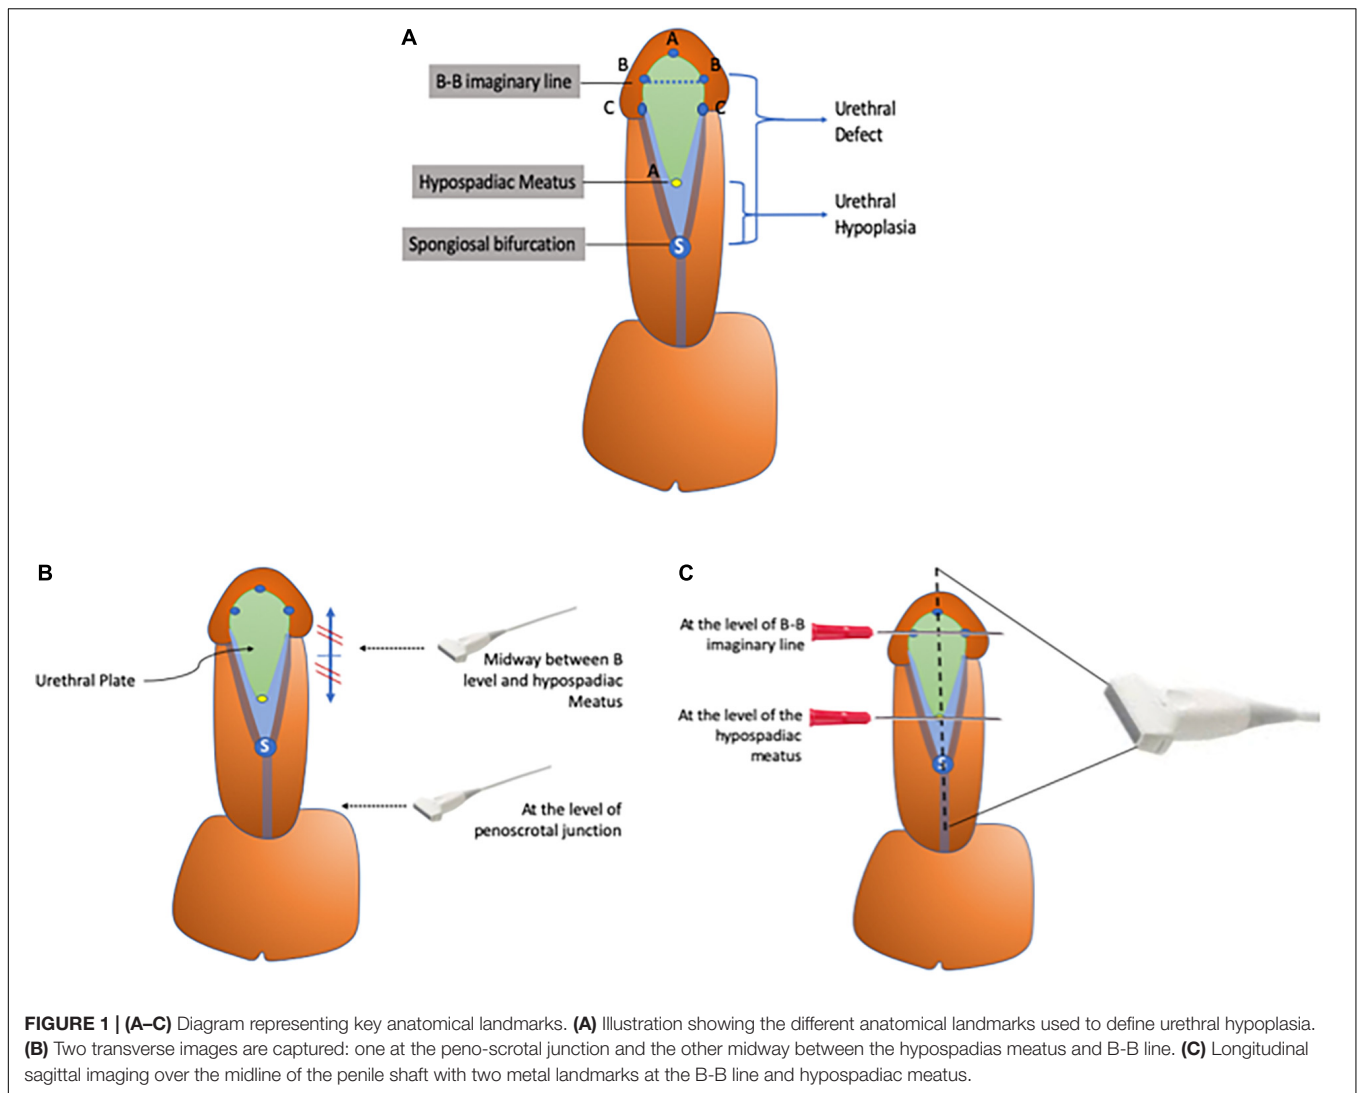 A
A
B
B
B-B imaginary line
C
C
Urethral
Defect
A
Hypospadiac Meatus
Urethral
Hypoplasia
Spongiosal bifurcation
S
B
Urethral Plate
Midway between B
level and hypospadiac
Meatus
S
At the level of
penoscrotal junction
C
At the level of B-B
imaginary line
At the level of the
hypospadiac
meatus
S
FIGURE 1 | (A–C) Diagram representing key anatomical landmarks. (A) Illustration showing the different anatomical landmarks used to define urethral hypoplasia.
(B) Two transverse images are captured: one at the peno-scrotal junction and the other midway between the hypospadias meatus and B-B line. (C) Longitudinal
sagittal imaging over the midline of the penile shaft with two metal landmarks at the B-B line and hypospadiac meatus.